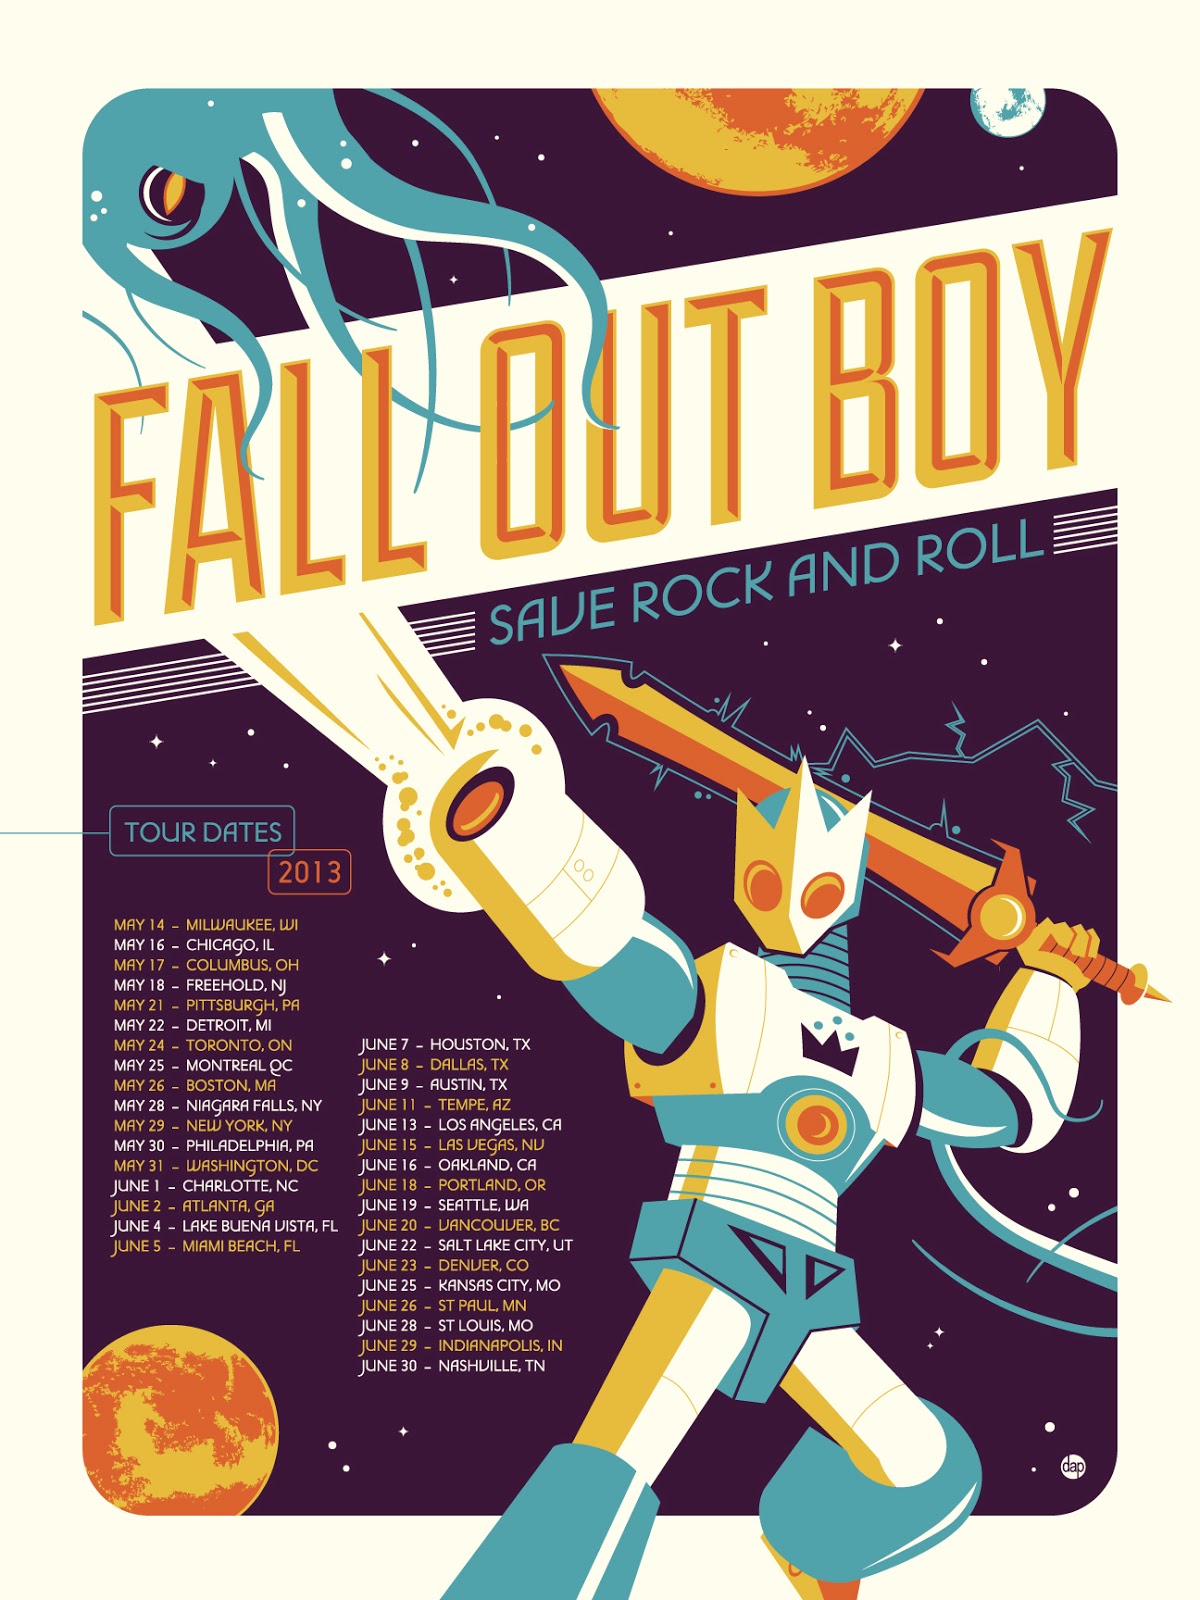 FALL OUT BOY
SAVE ROCK AND ROLL
TOUR DATES
2013
MAY 14 – MILWAUKEE, WI
MAY 16 – CHICAGO, IL
MAY 17 – COLUMBUS, OH
MAY 18 – FREEHOLD, NJ
MAY 21 – PITTSBURGH, PA
MAY 22 – DETROIT, MI
MAY 24 – TORONTO, ON
MAY 25 – MONTREAL QC
MAY 26 – BOSTON, MA
MAY 28 – NIAGARA FALLS, NY
MAY 29 – NEW YORK, NY
MAY 30 – PHILADELPHIA, PA
MAY 31 – WASHINGTON, DC
JUNE 1 – CHARLOTTE, NC
JUNE 2 – ATLANTA, GA
JUNE 4 – LAKE BUENA VISTA, FL
JUNE 5 – MIAMI BEACH, FL
JUNE 7 – HOUSTON, TX
JUNE 8 – DALLAS, TX
JUNE 9 – AUSTIN, TX
JUNE 11 – TEMPE, AZ
JUNE 13 – LOS ANGELES, CA
JUNE 15 – LAS VEGAS, NV
JUNE 16 – OAKLAND, CA
JUNE 18 – PORTLAND, OR
JUNE 19 – SEATTLE, WA
JUNE 20 – VANCOUVER, BC
JUNE 22 – SALT LAKE CITY, UT
JUNE 23 – DENVER, CO
JUNE 25 – KANSAS CITY, MO
JUNE 26 – ST PAUL, MN
JUNE 28 – ST LOUIS, MO
JUNE 29 – INDIANAPOLIS, IN
JUNE 30 – NASHVILLE, TN
dap